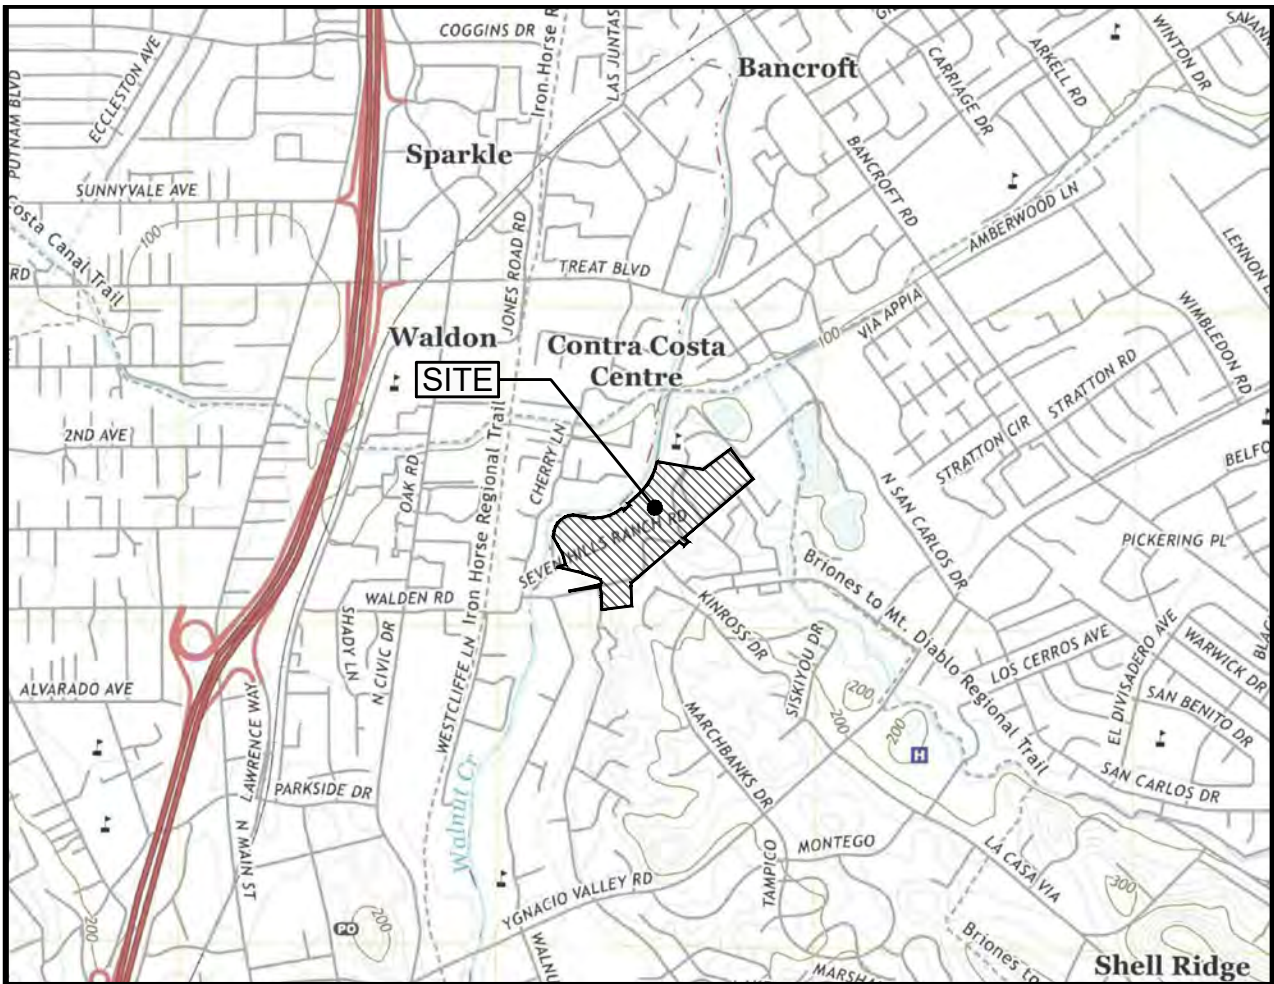 COGGINS DR
Iron Horse R
LAS JUNTAS
CARRIAGE DR
ARKELL RD
WINTON DR
SAVANN
PUTNAM BLVD
ECCLESTON AVE
Bancroft
Sparkle
BANCROFT RD
SUNNYVALE AVE
AMBERWOOD LN
Costa Canal Trail
100
RD
JONES ROAD RD
TREAT BLVD
LENNON L
WIMBLEDON RD
VIA APPIA
100
Waldon
Contra Costa
Centre
SITE
STRATTON RD
STRATTON CIR
2ND AVE
OAK RD
Iron Horse Regional Trail
CHERRY LN
BELFO
N SAN CARLOS DR
SEVEN HILLS RANCH RD
PICKERING PL
Briones to Mt. Diablo Regional Trail
WALDEN RD
SHADY LN
N CIVIC DR
WESTCLIFFE LN
KINROSS DR
SISKIYOU DR
LOS CERROS AVE
EL DIVISADERO AVE
WARWICK DR
BLAC
SAN BENITO DR
ALVARADO AVE
LAWRENCE WAY
MARCHBANKS DR
200
200
200
H
SAN CARLOS DR
PARKSIDE DR
Walnut Cr
N MAIN ST
MONTEGO
TAMPICO
LA CASA VIA
300
YGNACIO VALLEY RD
200
PO
200
WALNU
MARSHA
Briones to
Shell Ridge